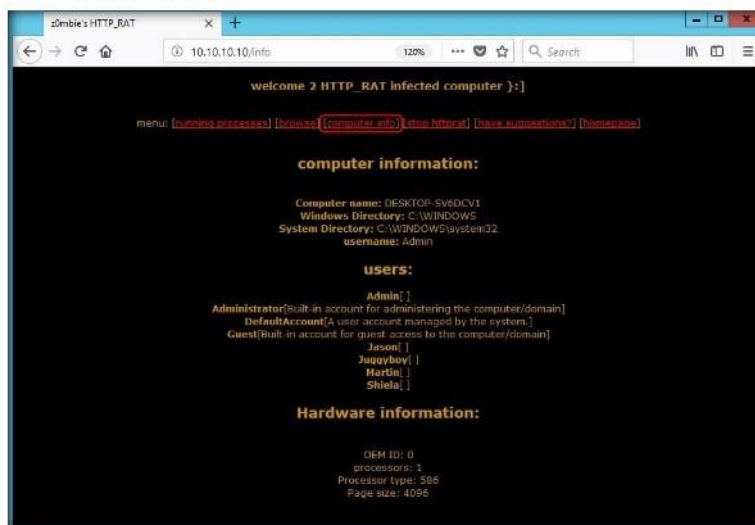 z0mbie's HTTP_RAT
10.10.10.10/info 120% Search
welcome 2 HTTP_RAT infected computer }:]
menu: [running processes] [browse] [computer info] [stop httprat] [have suggestions?] [homepage]
computer information:
Computer name: DESKTOP-SV6DCV1
Windows Directory: C:\WINDOWS
System Directory: C:\WINDOWS\system32
username: Admin
users:
Admin[ ]
Administrator[Built-in account for administering the computer/domain]
DefaultAccount[A user account managed by the system.]
Guest[Built-in account for guest access to the computer/domain]
Jason[ ]
Juggyboy[ ]
Martin[ ]
Shiela[ ]
Hardware information:
OEM ID: 0
processors: 1
Processor type: 586
Page size: 4096